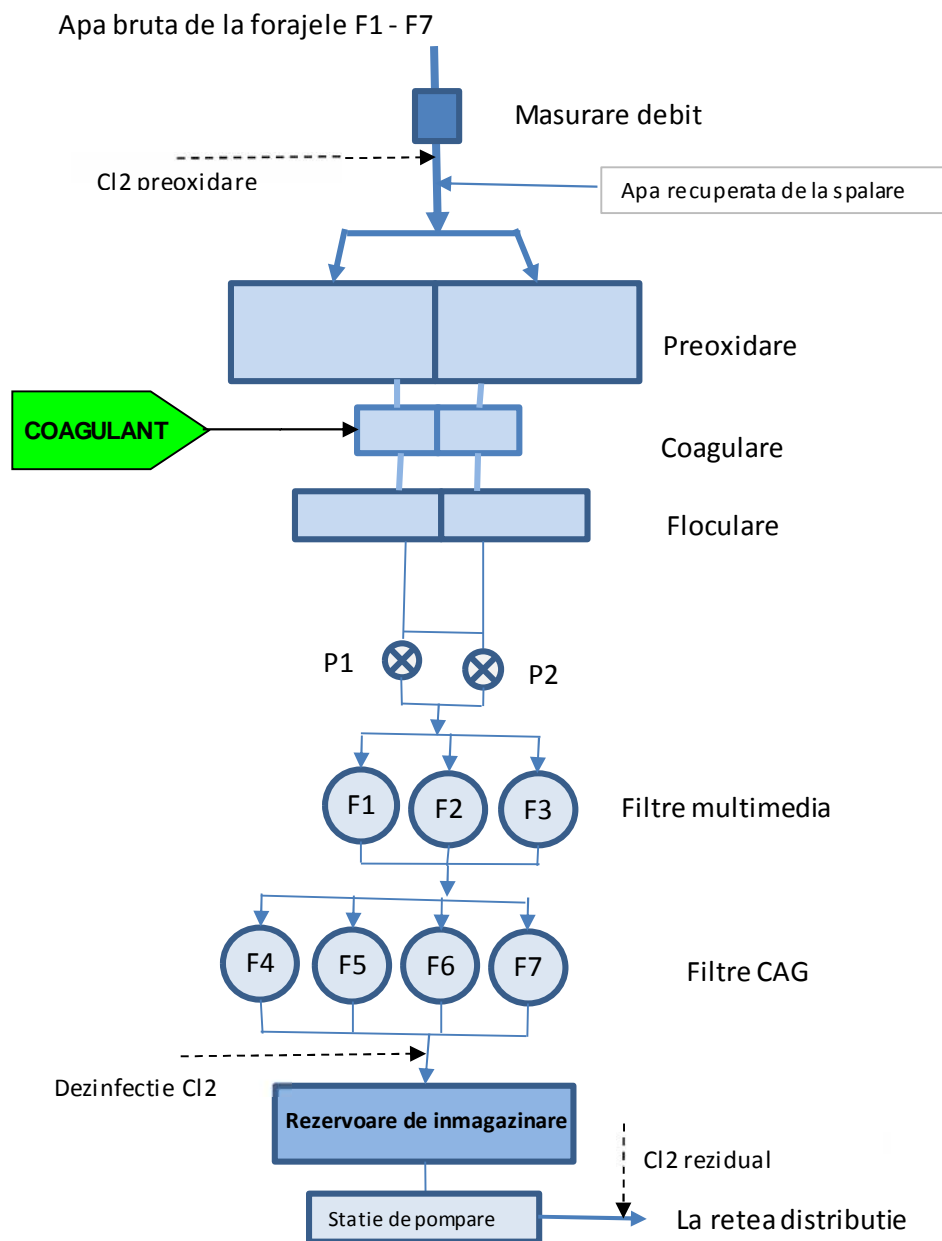 Apa bruta de la forajele F1 - F7
Masurare debit
Cl2 preoxidare
Apa recuperata de la spalare
Preoxidare
COAGULANT
Coagulare
Floculare
P1
P2
F1
F2
F3
Filtre multimedia
F4
F5
F6
F7
Filtre CAG
Dezinfectie Cl2
Rezervoare de inmagazinare
Cl2 rezidual
Statie de pompare
La retea distributie